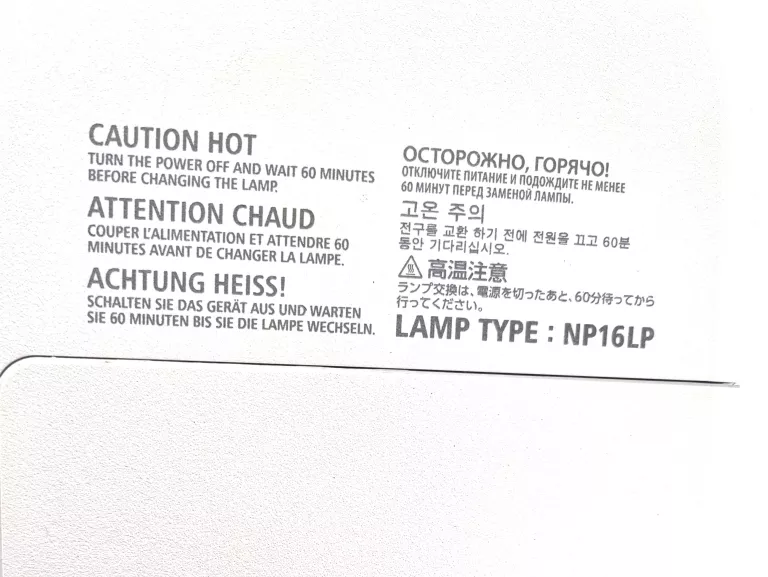 CAUTION HOT
TURN THE POWER OFF AND WAIT 60 MINUTES
BEFORE CHANGING THE LAMP.
ATTENTION CHAUD
COUPER L'ALIMENTATION ET ATTENDRE 60
MINUTES AVANT DE CHANGER LA LAMPE.
ACHTUNG HEISS!
SCHALTEN SIE DAS GERÄT AUS UND WARTEN
SIE 60 MINUTEN BIS SIE DIE LAMPE WECHSELN.
ОСТОРОЖНО, ГОРЯЧО!
ОТКЛЮЧИТЕ ПИТАНИЕ И ПОДОЖДИТЕ НЕ МЕНЕЕ
60 МИНУТ ПЕРЕД ЗАМЕНОЙ ЛАМПЫ.
고온 주의
전구를 교환 하기 전에 전원을 끄고 60분
동안 기다리십시오.
高温注意
ランプ交換は、電源を切ったあと、60分待ってから
行ってください。
LAMP TYPE : NP16LP